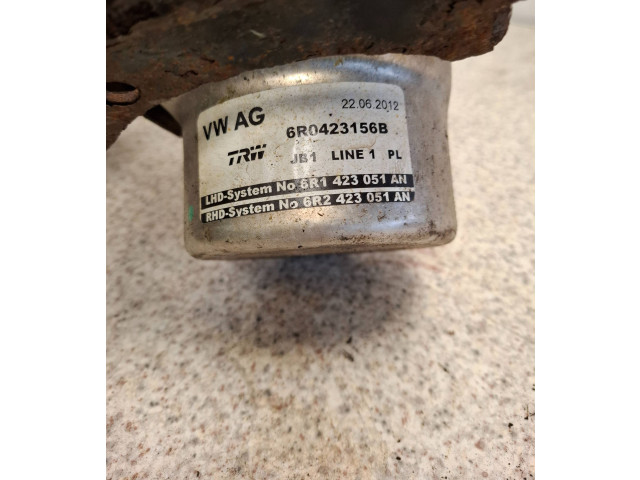 22.06.2012
VW AG
6R0423156B
TRW JB1 LINE 1 PL
LHD-System No 6R1 423 051 AN
RHD-System No 6R2 423 051 AN